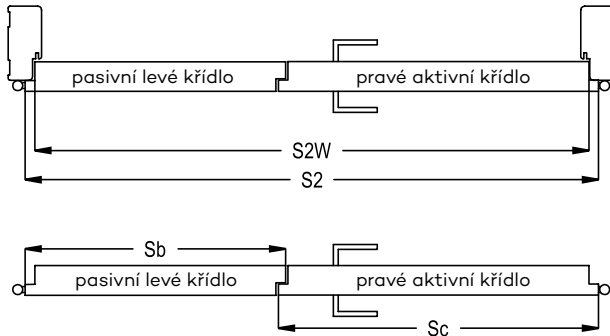 pasivní levé křídlo pravé aktivní křídlo
S2W
S2
Sb
pasivní levé křídlo pravé aktivní křídlo
Sc